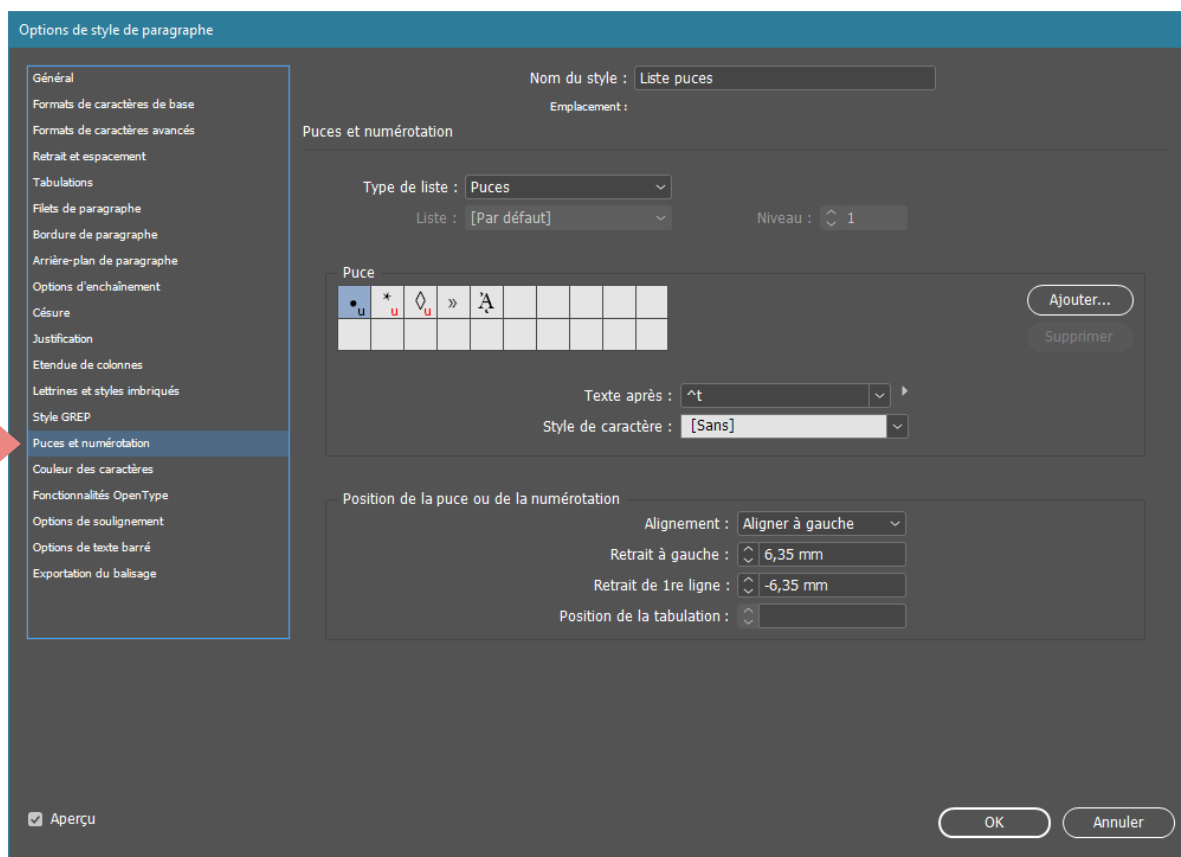 Options de style de paragraphe
Général
Formats de caractères de base
Formats de caractères avancés
Retrait et espacement
Tabulations
Filets de paragraphe
Bordure de paragraphe
Arrière-plan de paragraphe
Options d'enchaînement
Césure
Justification
Etendue de colonnes
Lettrines et styles imbriqués
Style GREP
Puces et numérotation
Couleur des caractères
Fonctionnalités OpenType
Options de soulignement
Options de texte barré
Exportation du balisage
Nom du style : Liste puces
Emplacement :
Puces et numérotation
Type de liste : Puces
Liste : [Par défaut] Niveau : 1
Puce
•u *u ◊u » ᾌ
Ajouter...
Supprimer
Texte après : ^t
Style de caractère : [Sans]
Position de la puce ou de la numérotation
Alignement : Aligner à gauche
Retrait à gauche : 6,35 mm
Retrait de 1re ligne : -6,35 mm
Position de la tabulation :
Aperçu
OK Annuler